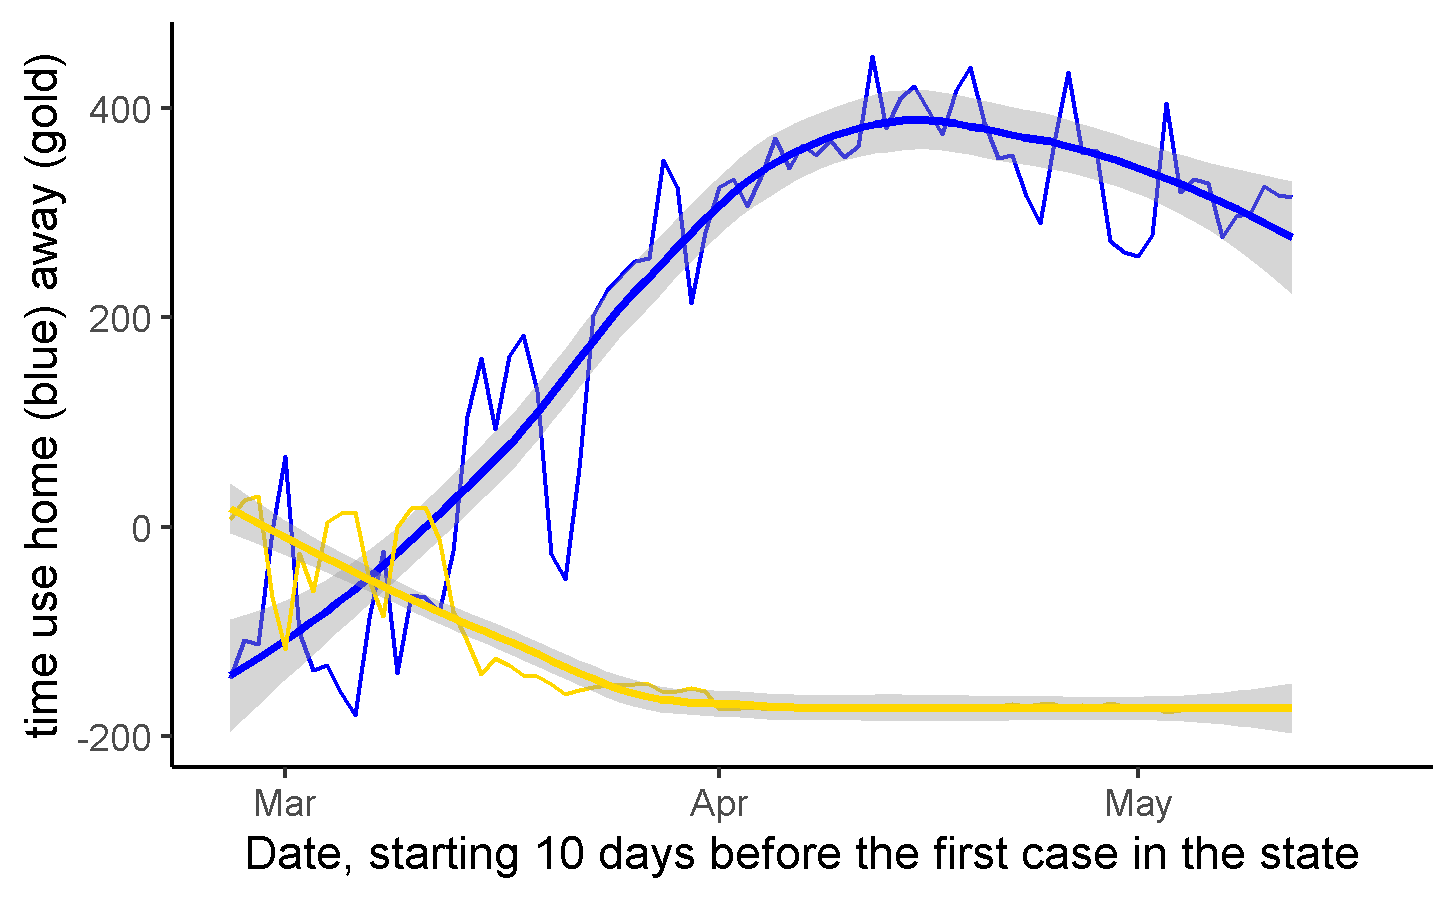 time use home (blue) away (gold)
400
200
0
-200
Mar
Apr
May
Date, starting 10 days before the first case in the state